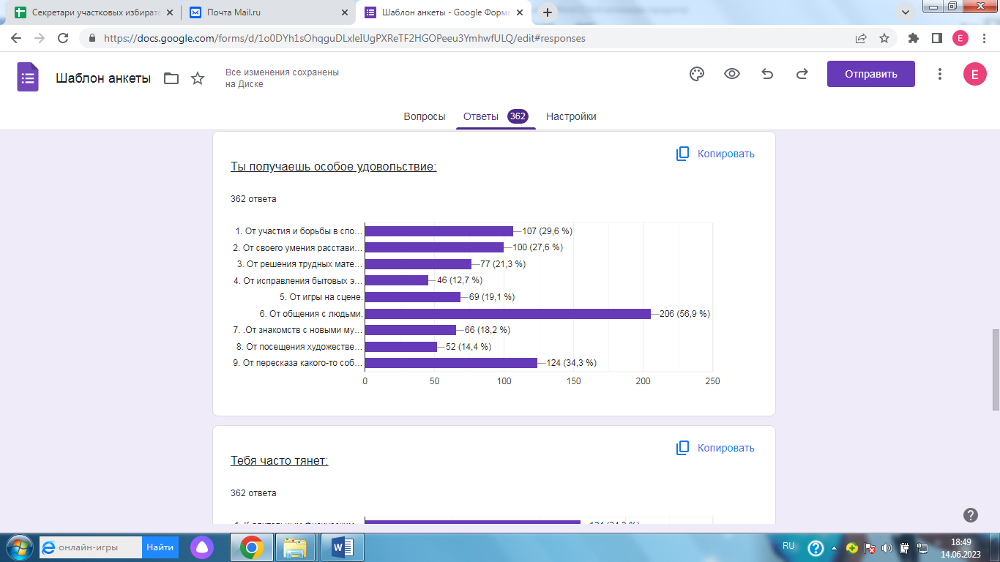 Секретари участковых избирате
Почта Mail.ru
Шаблон анкеты - Google Форм
https://docs.google.com/forms/d/1o0DYh1sOhqguDLxleIUgPXReTF2HGOPeeu3YmhwfULQ/edit#responses
E
Шаблон анкеты
Все изменения сохранены
на Диске
Отправить
E
Вопросы
Ответы 362
Настройки
Копировать
Ты получаешь особое удовольствие:
362 ответа
1. От участия и борьбы в спо… 107 (29,6 %)
2. От своего умения расстави… 100 (27,6 %)
3. От решения трудных мате… 77 (21,3 %)
4. От исправления бытовых э… 46 (12,7 %)
5. От игры на сцене. 69 (19,1 %)
6. От общения с людьми. 206 (56,9 %)
7. .От знакомств с новыми му… 66 (18,2 %)
8. От посещения художестве… 52 (14,4 %)
9. От пересказа какого-то соб… 124 (34,3 %)
0 50 100 150 200 250
Копировать
Тебя часто тянет:
362 ответа
онлайн-игры
Найти
RU
18:49
14.06.2023